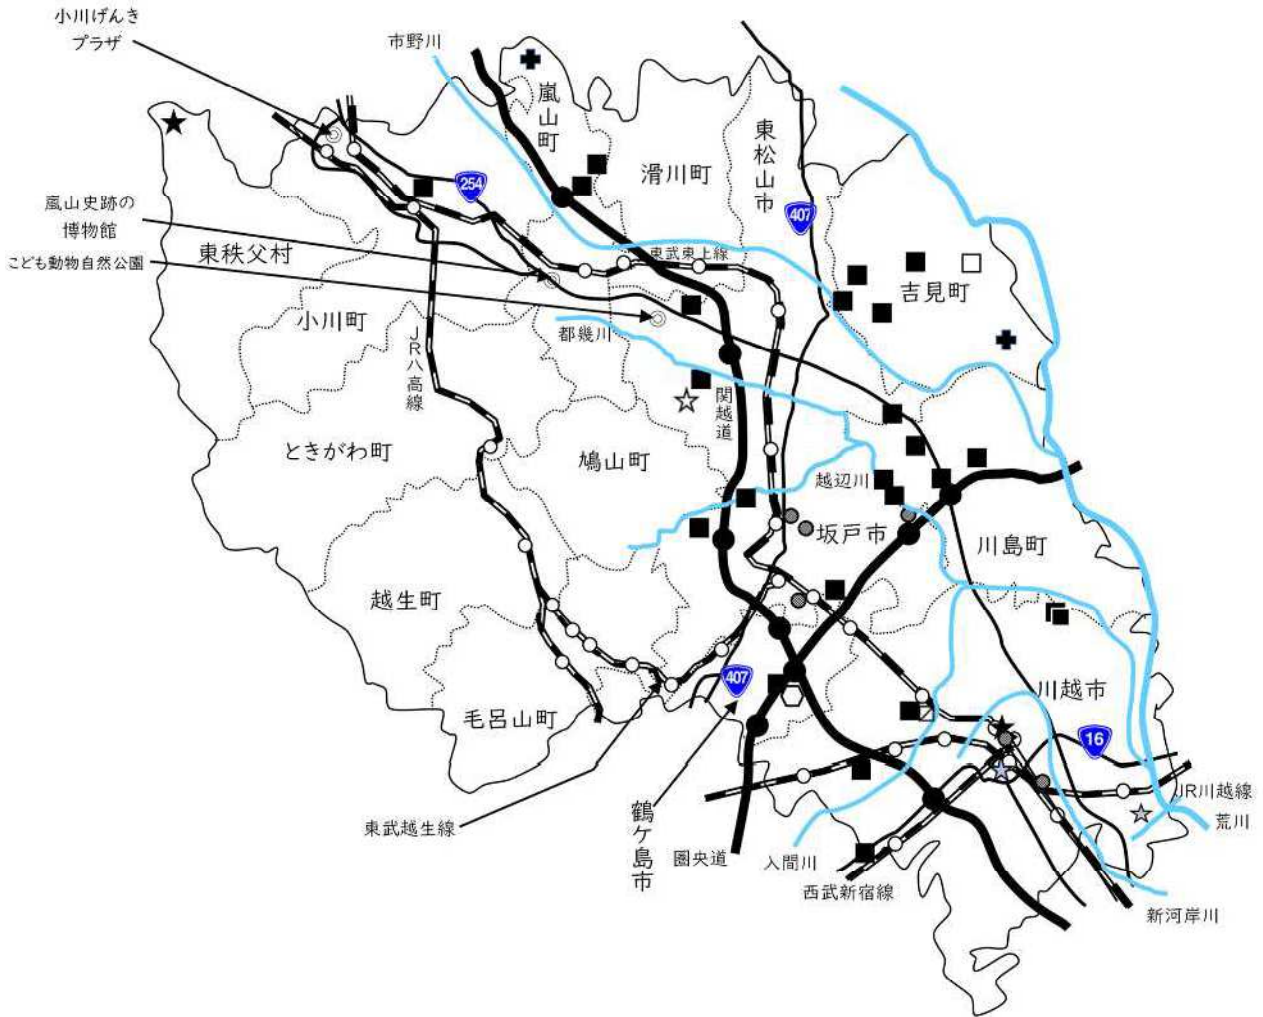 小川げんき
プラザ
市野川
嵐山町
滑川町
東松山市
254
407
嵐山史跡の
博物館
こども動物自然公園
東秩父村
東武東上線
吉見町
小川町
都幾川
JR八高線
関越道
ときがわ町
鳩山町
越辺川
坂戸市
川島町
越生町
毛呂山町
407
川越市
16
JR川越線
荒川
東武越生線
鶴ケ島市
圏央道
入間川
西武新宿線
新河岸川